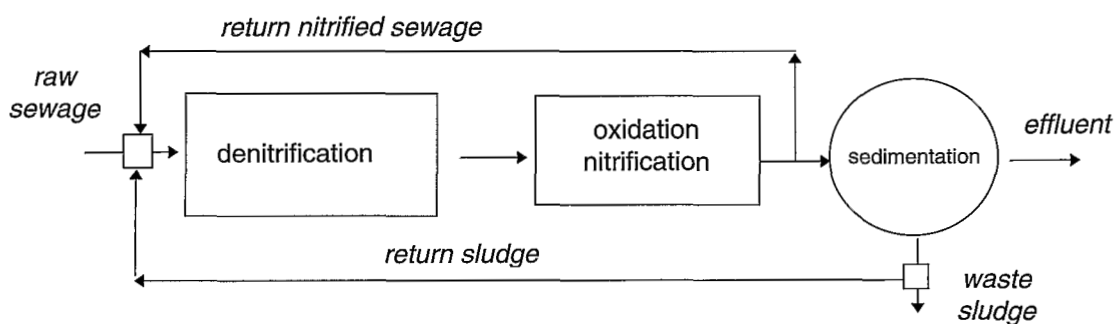 return nitrified sewage
raw
sewage
denitrification
oxidation
nitrification
sedimentation
effluent
return sludge
waste
sludge